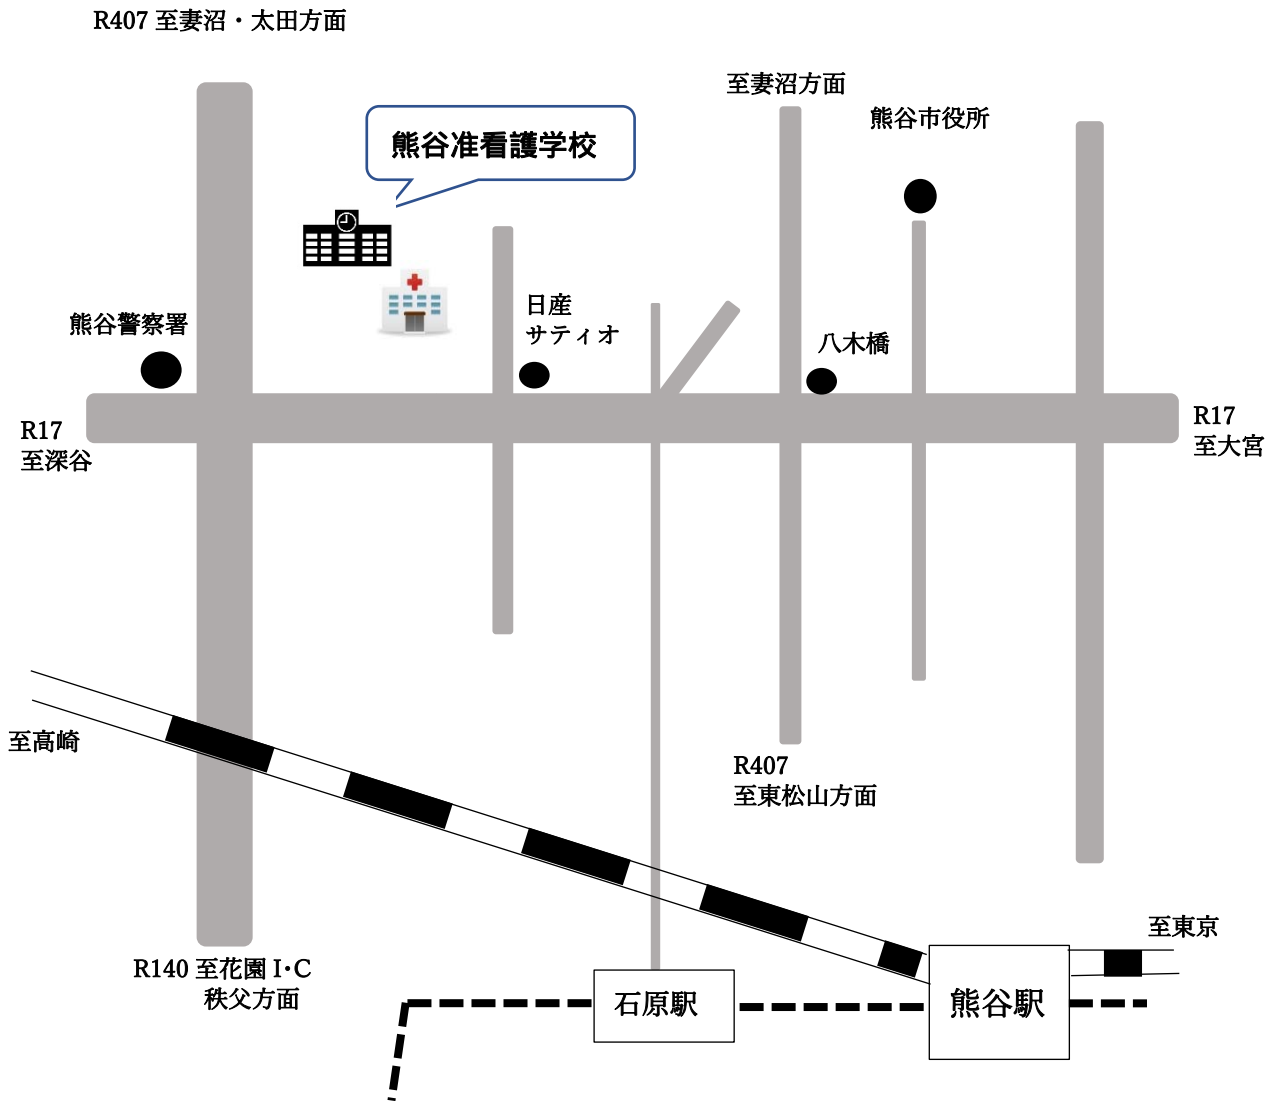 R407 至妻沼・太田方面
至妻沼方面
熊谷市役所
熊谷准看護学校
日産
サティオ
熊谷警察署
八木橋
R17
至深谷
R17
至大宮
至高崎
R407
至東松山方面
至東京
R140 至花園 I・C
秩父方面
石原駅
熊谷駅